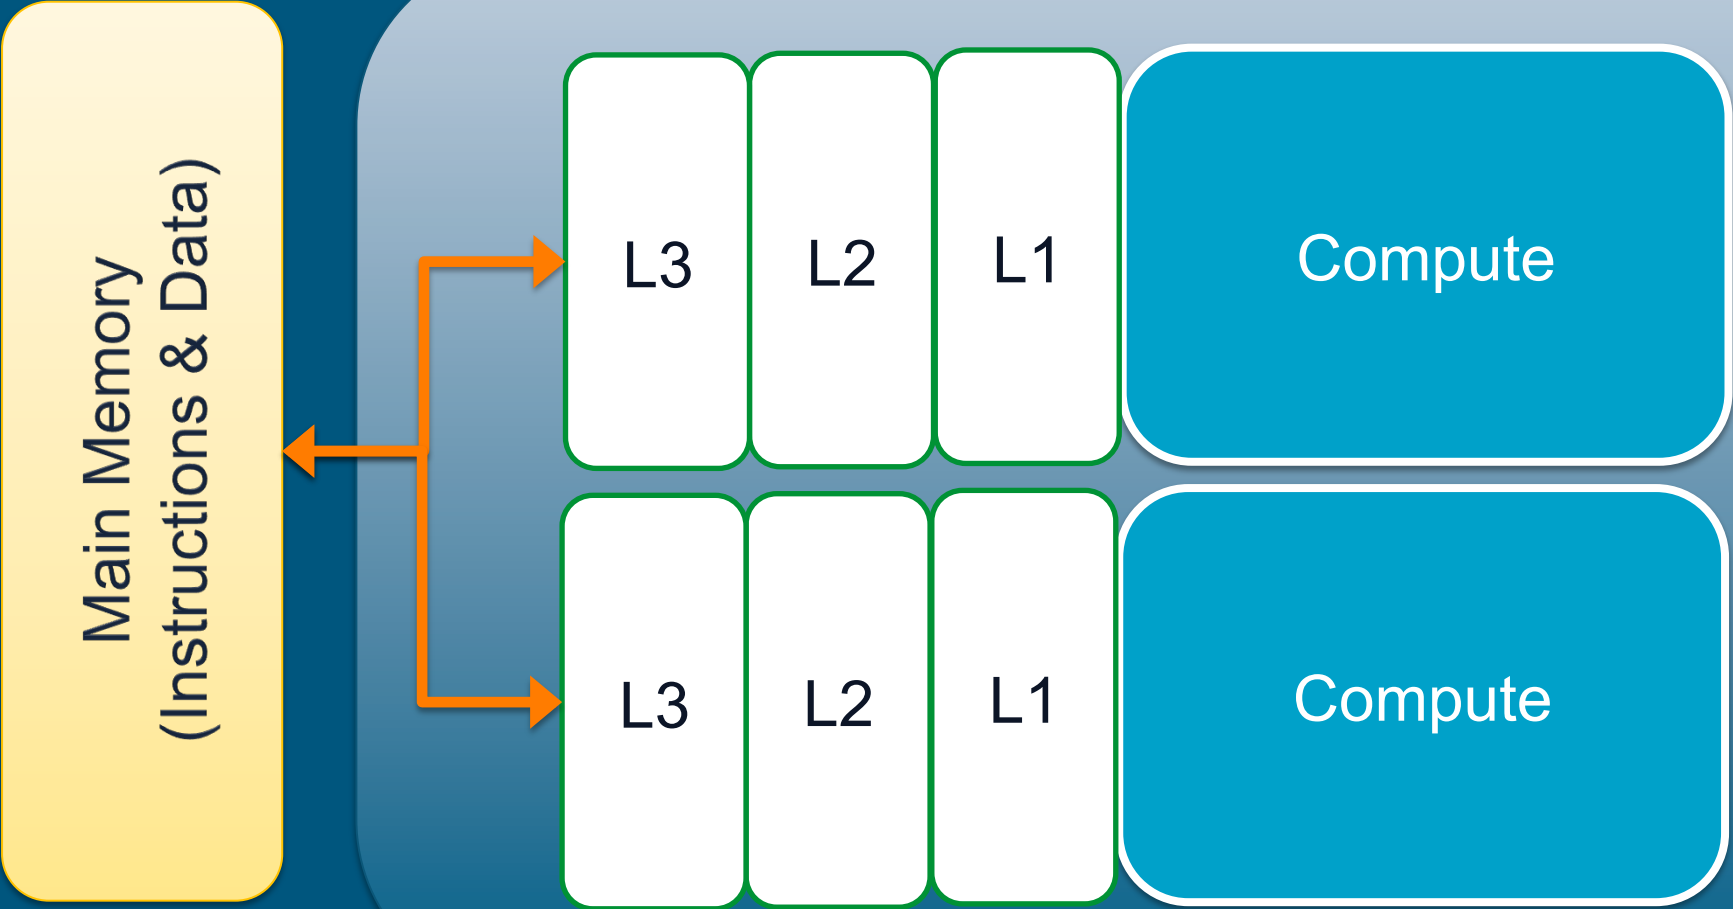 Main Memory
(Instructions & Data)
L3
L2
L1
Compute
L3
L2
L1
Compute